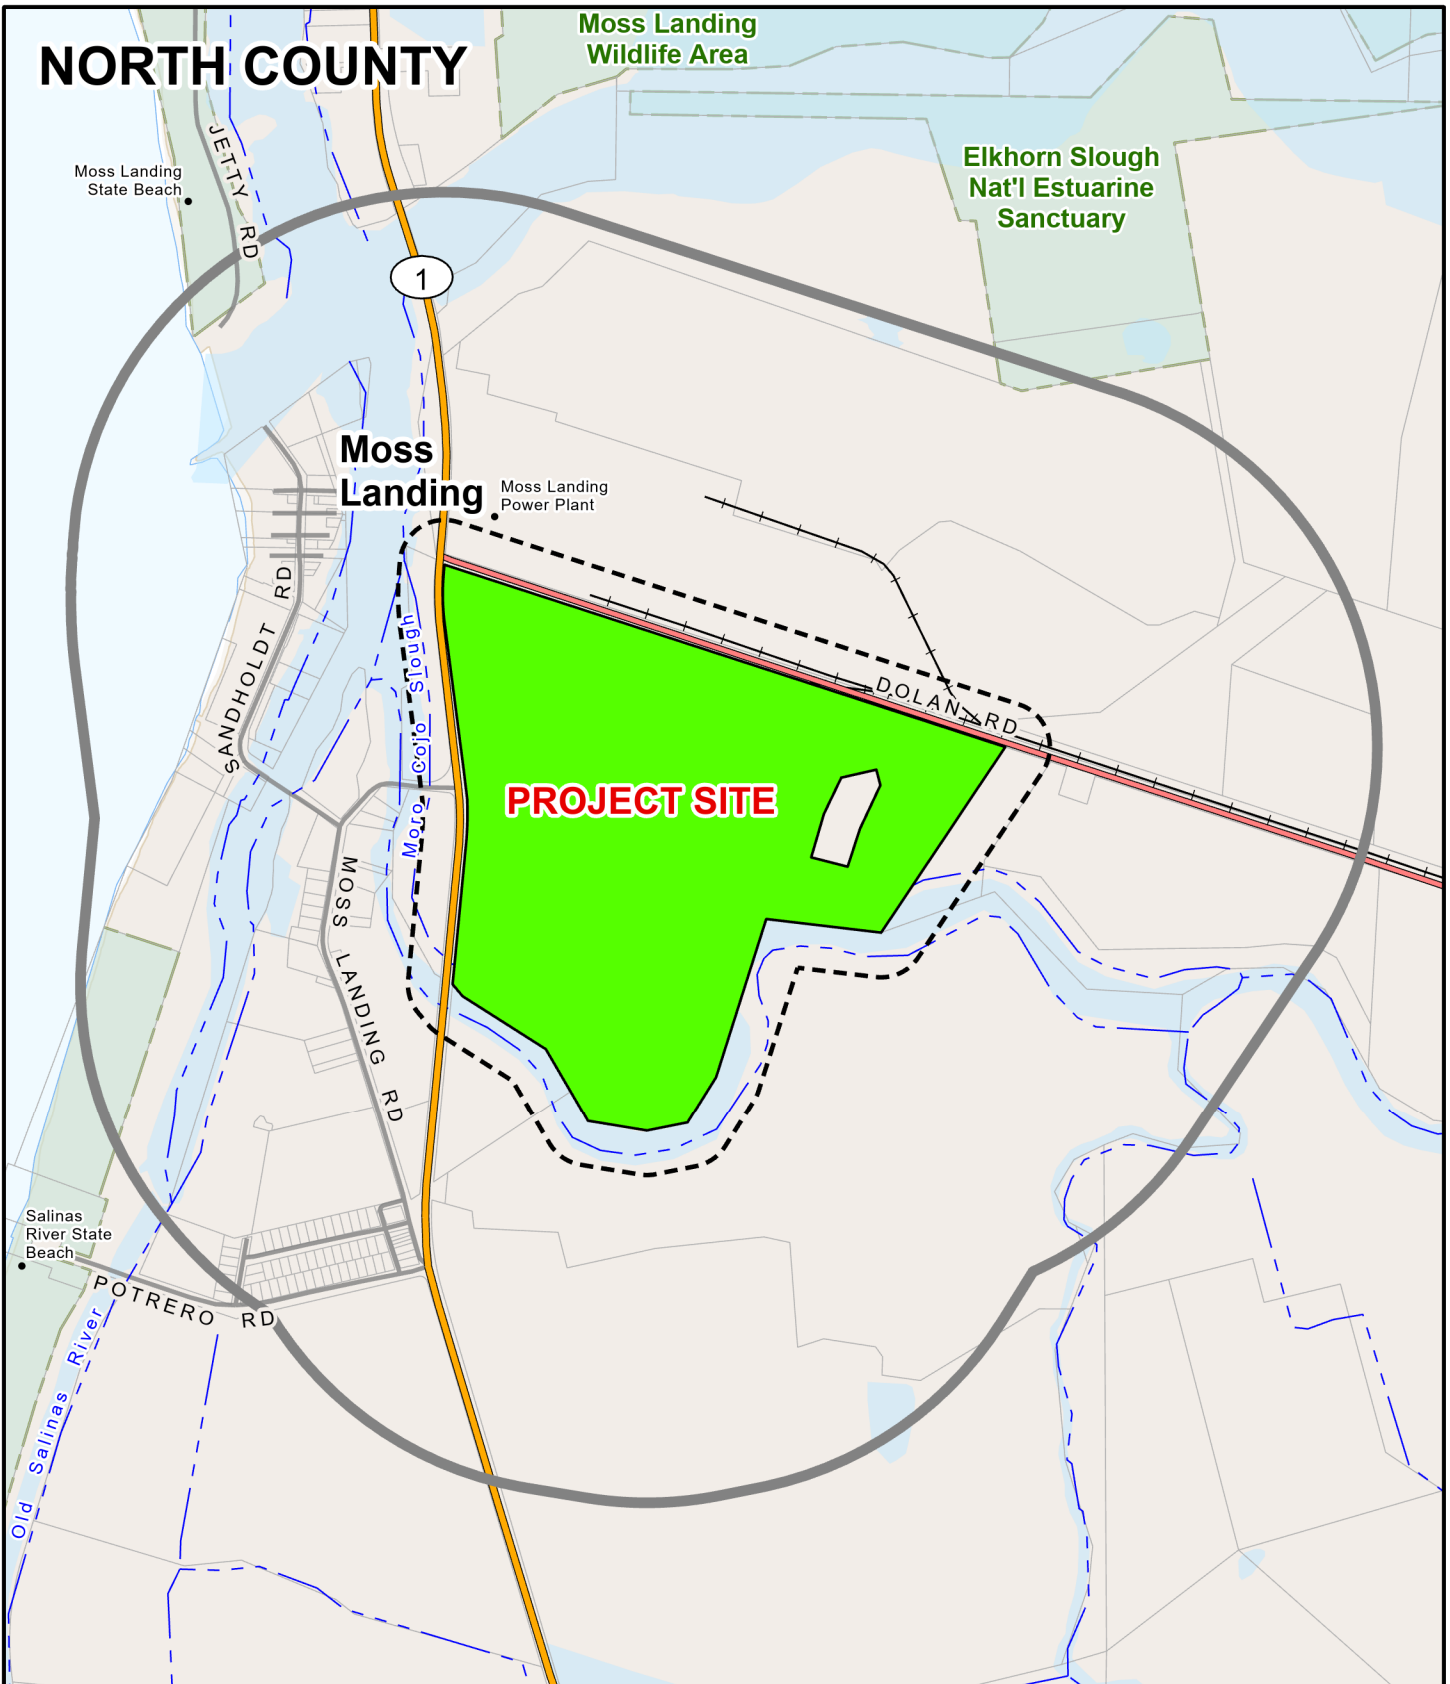 Moss Landing
Wildlife Area
NORTH COUNTY
JETTY RD
Elkhorn Slough
Nat'l Estuarine
Sanctuary
Moss Landing
State Beach
1
Moss
Landing
Moss Landing
Power Plant
SANDHOLDT RD
Moro Cojo Slough
DOLAN RD
PROJECT SITE
MOSS LANDING RD
Salinas
River State
Beach
POTRERO RD
Old Salinas River